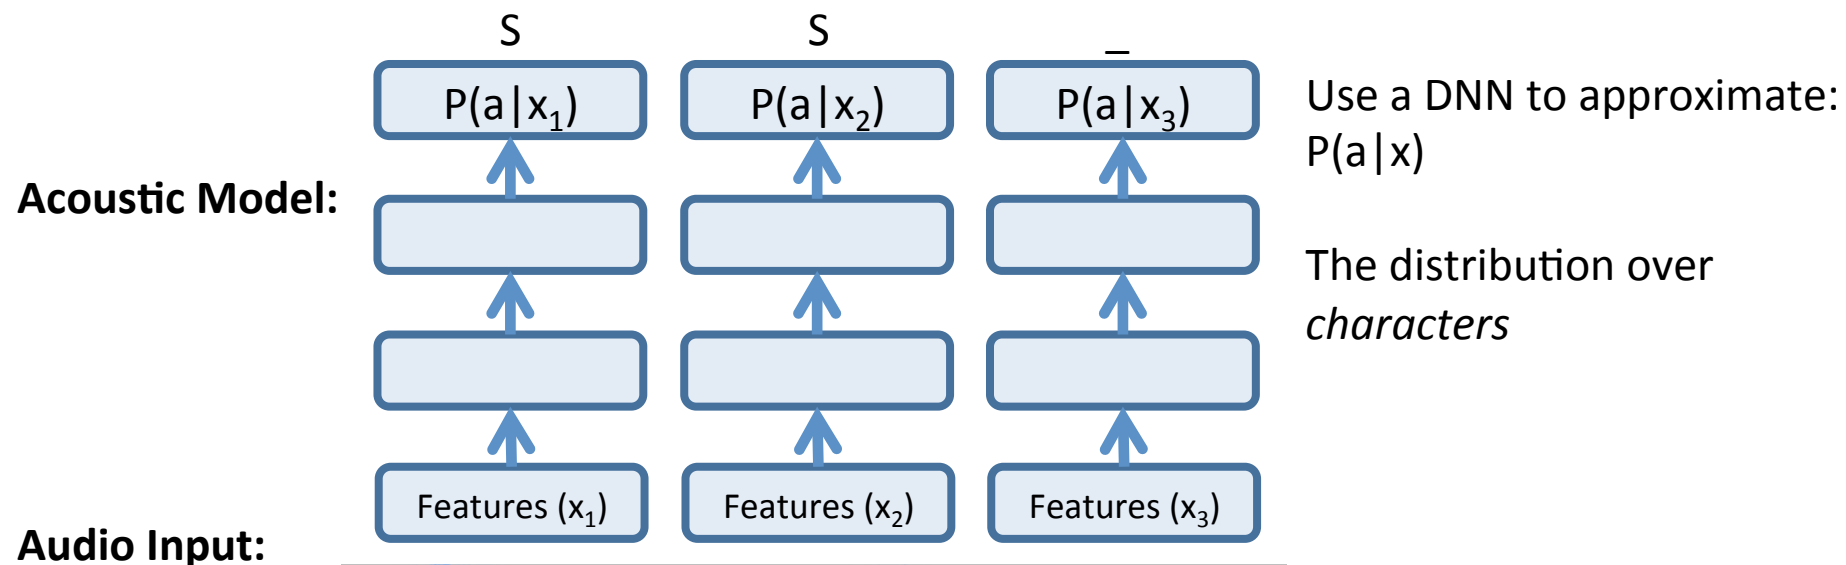 S S _
P(a|x₁) P(a|x₂) P(a|x₃)
Use a DNN to approximate:
P(a|x)
Acoustic Model:
The distribution over
characters
Features (x₁) Features (x₂) Features (x₃)
Audio Input: